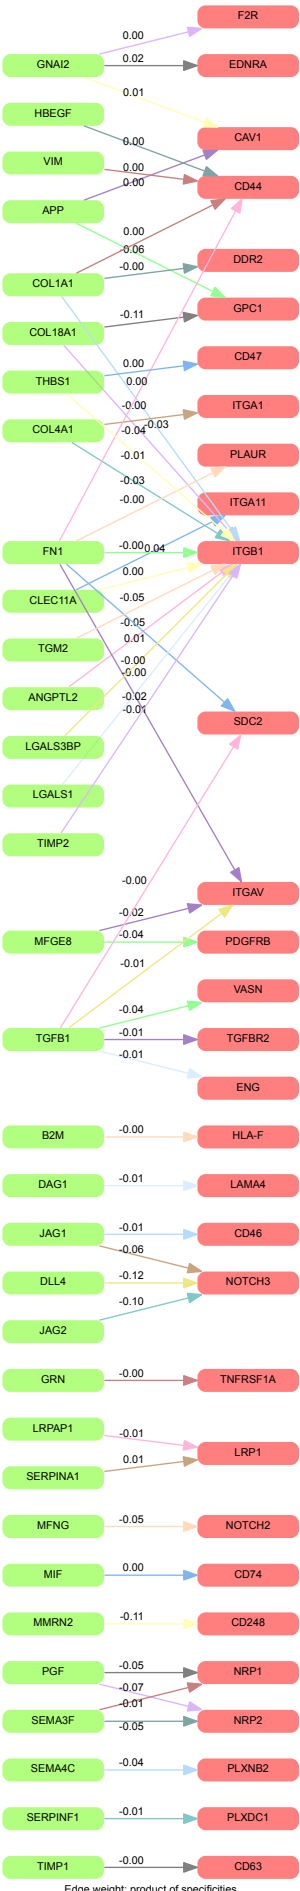 F2R
0.00
GNAI2
0.02
EDNRA
0.01
HBEGF
0.00
CAV1
VIM
0.00
0.00
CD44
APP
0.00
-0.06
DDR2
COL1A1
-0.00
GPC1
COL18A1
-0.11
CD47
THBS1
0.00
0.00
ITGA1
-0.00
COL4A1
-0.03
-0.04
PLAUR
-0.01
-0.03
ITGA11
-0.00
FN1
-0.00
0.04
ITGB1
0.00
CLEC11A
-0.05
-0.05
TGM2
0.01
-0.00
-0.00
ANGPTL2
-0.02
-0.01
SDC2
LGALS3BP
LGALS1
TIMP2
-0.00
ITGAV
-0.02
MFGE8
-0.04
PDGFRB
-0.01
VASN
-0.04
TGFB1
-0.01
TGFBR2
-0.01
ENG
B2M
-0.00
HLA-F
DAG1
-0.01
LAMA4
JAG1
-0.01
CD46
-0.06
DLL4
-0.12
NOTCH3
-0.10
JAG2
GRN
-0.00
TNFRSF1A
LRPAP1
-0.01
LRP1
0.01
SERPINA1
MFNG
-0.05
NOTCH2
MIF
0.00
CD74
MMRN2
-0.11
CD248
PGF
-0.05
NRP1
-0.07
-0.01
SEMA3F
-0.05
NRP2
SEMA4C
-0.04
PLXNB2
SERPINF1
-0.01
PLXDC1
TIMP1
-0.00
CD63
Edge weight: product of specificities